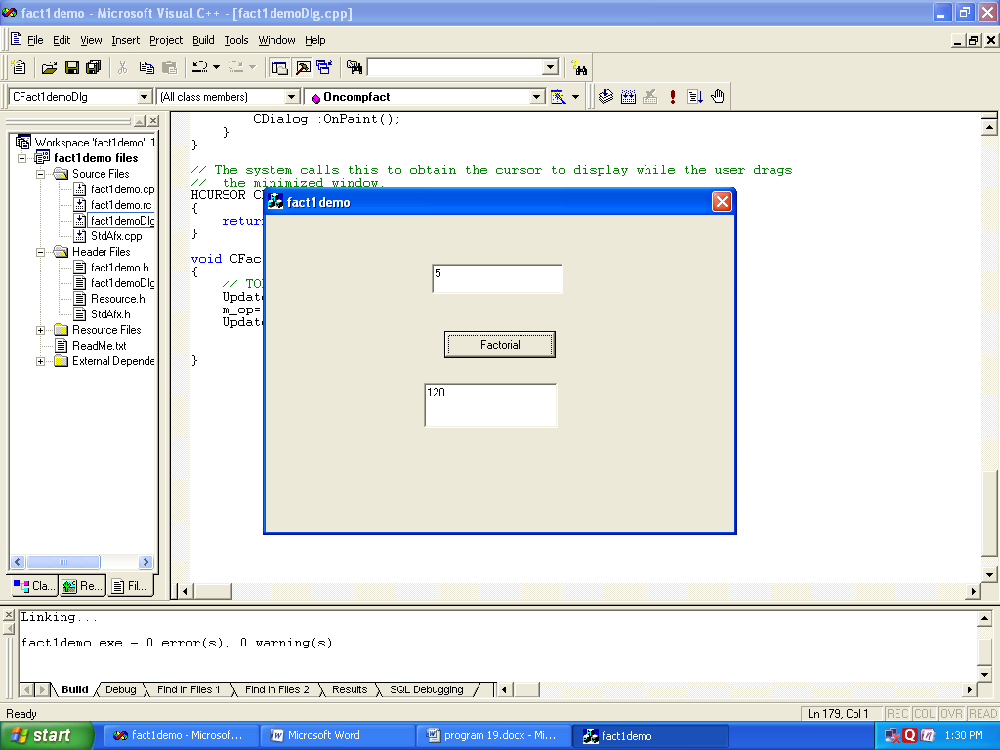 fact1demo - Microsoft Visual C++ - [fact1demoDlg.cpp]
File Edit View Insert Project Build Tools Window Help
CFact1demoDlg (All class members) Oncompfact
Workspace 'fact1demo': 1
fact1demo files
Source Files
fact1demo.cp
fact1demo.rc
fact1demoDlg
StdAfx.cpp
Header Files
fact1demo.h
fact1demoDlg
Resource.h
StdAfx.h
Resource Files
ReadMe.txt
External Depende
Cla... Re... Fil...
CDialog::OnPaint();
}
}
// The system calls this to obtain the cursor to display while the user drags
// the minimized window.
HCURSOR C
{
return
}
void CFac
{
// TO
Update
m_op=
Update
}
fact1demo
5
Factorial
120
Linking...
fact1demo.exe - 0 error(s), 0 warning(s)
Build Debug Find in Files 1 Find in Files 2 Results SQL Debugging
Ready Ln 179, Col 1 REC COL OVR READ
start fact1demo - Microsof... Microsoft Word program 19.docx - Mi... fact1demo 1:30 PM